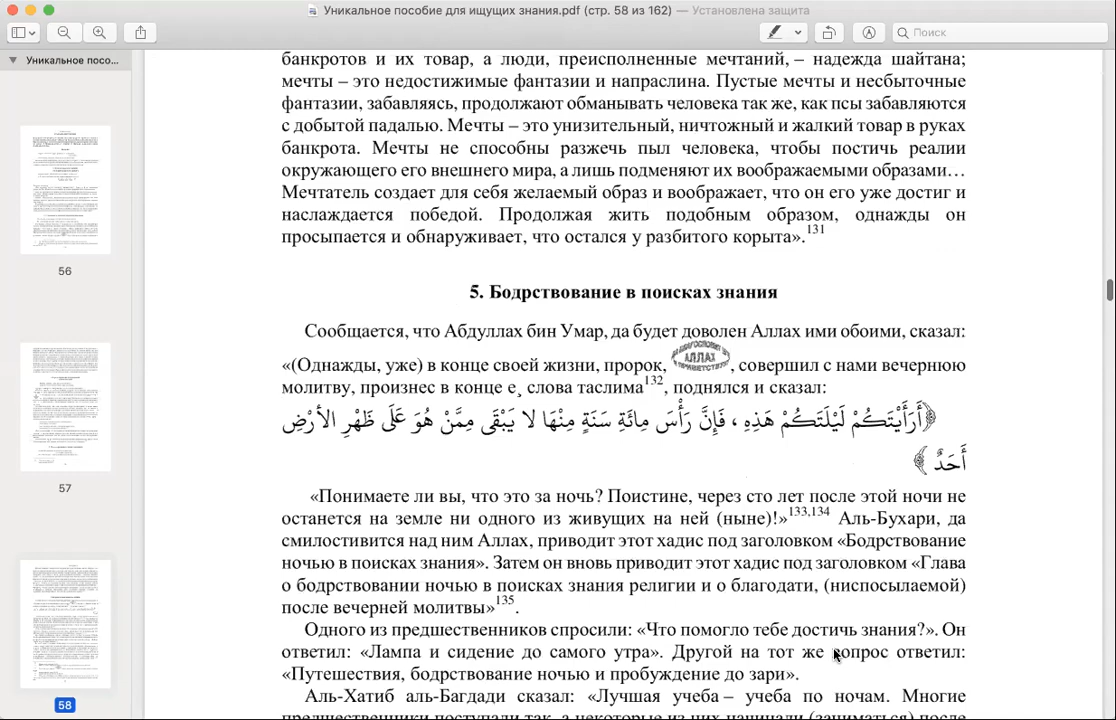 Уникальное пособие для ищущих знания.pdf (стр. 58 из 162) — Установлена защита
Поиск
Уникальное посо...
56
57
58
банкротов и их товар, а люди, преисполненные мечтаний, – надежда шайтана;
мечты – это недостижимые фантазии и напраслина. Пустые мечты и несбыточные
фантазии, забавляясь, продолжают обманывать человека так же, как псы забавляются
с добытой падалью. Мечты – это унизительный, ничтожный и жалкий товар в руках
банкрота. Мечты не способны разжечь пыл человека, чтобы постичь реалии
окружающего его внешнего мира, а лишь подменяют их воображаемыми образами…
Мечтатель создает для себя желаемый образ и воображает, что он его уже достиг и
наслаждается победой. Продолжая жить подобным образом, однажды он
просыпается и обнаруживает, что остался у разбитого корыта».131
5. Бодрствование в поисках знания
Сообщается, что Абдуллах бин Умар, да будет доволен Аллах ими обоими, сказал:
«(Однажды, уже) в конце своей жизни, пророк, , совершил с нами вечернюю
молитву, произнес в конце слова таслима132, поднялся и сказал:
﴿أَرَأَيْتَكُمْ لَيْلَتَكُمْ هَذِهِ ، فَإِنَّ رَأْسَ مِائَةِ سَنَةٍ مِنْهَا لا يَبْقَى مِمَّنْ هُوَ عَلَى ظَهْرِ الأَرْضِ
أَحَدٌ ﴾
«Понимаете ли вы, что это за ночь? Поистине, через сто лет после этой ночи не
останется на земле ни одного из живущих на ней (ныне)!»133,134 Аль-Бухари, да
смилостивится над ним Аллах, приводит этот хадис под заголовком «Бодрствование
ночью в поисках знания». Затем он вновь приводит этот хадис под заголовком «Глава
о бодрствовании ночью в поисках знания религии и о благодати, (ниспосылаемой)
после вечерней молитвы»135.
Одного из предшественников спросили: «Что помогло тебе достичь знания?». Он
ответил: «Лампа и сидение до самого утра». Другой на тот же вопрос ответил:
«Путешествия, бодрствование ночью и пробуждение до зари».
Аль-Хатиб аль-Багдади сказал: «Лучшая учеба – учеба по ночам. Многие
предшественники поступали так, а некоторые из них начинали (заниматься) после